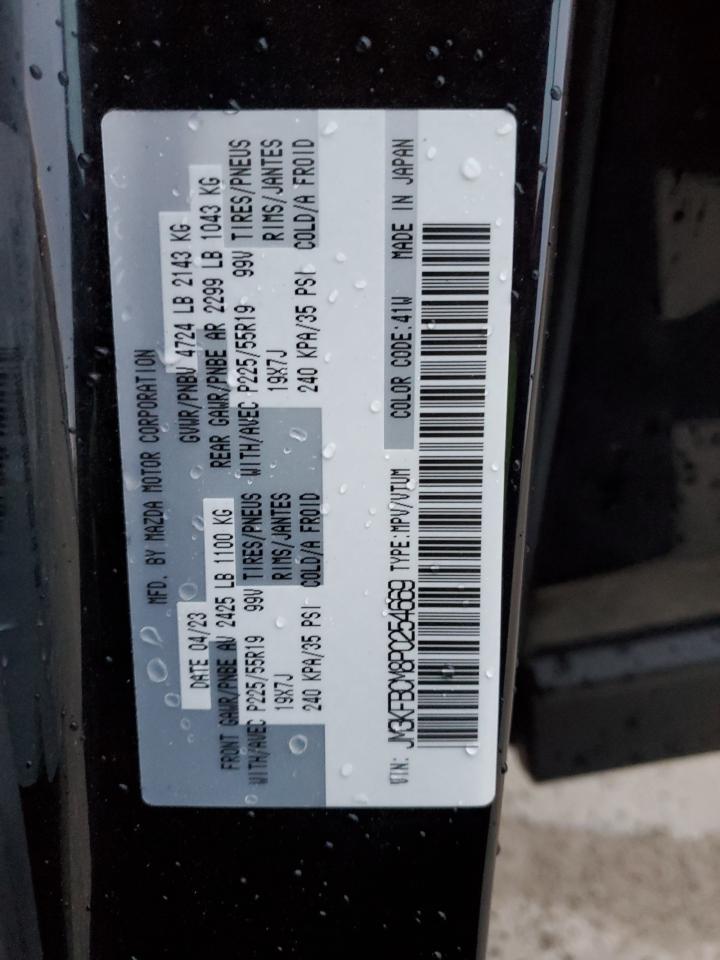 MFD. BY MAZDA MOTOR CORPORATION
DATE 04/23 GVWR/PNBV 4724 LB 2143 KG
FRONT GAWR/PNBE AV 2425 LB 1100 KG REAR GAWR/PNBE AR 2299 LB 1043 KG
WITH/AVEC P225/55R19 99V TIRES/PNEUS WITH/AVEC P225/55R19 99V TIRES/PNEUS
19X7J RIMS/JANTES 19X7J RIMS/JANTES
240 KPA/35 PSI COLD/A FROID 240 KPA/35 PSI COLD/A FROID
VIN: JM3KFBCM8P0254669 TYPE:MPV/VTUM COLOR CODE:41W MADE IN JAPAN